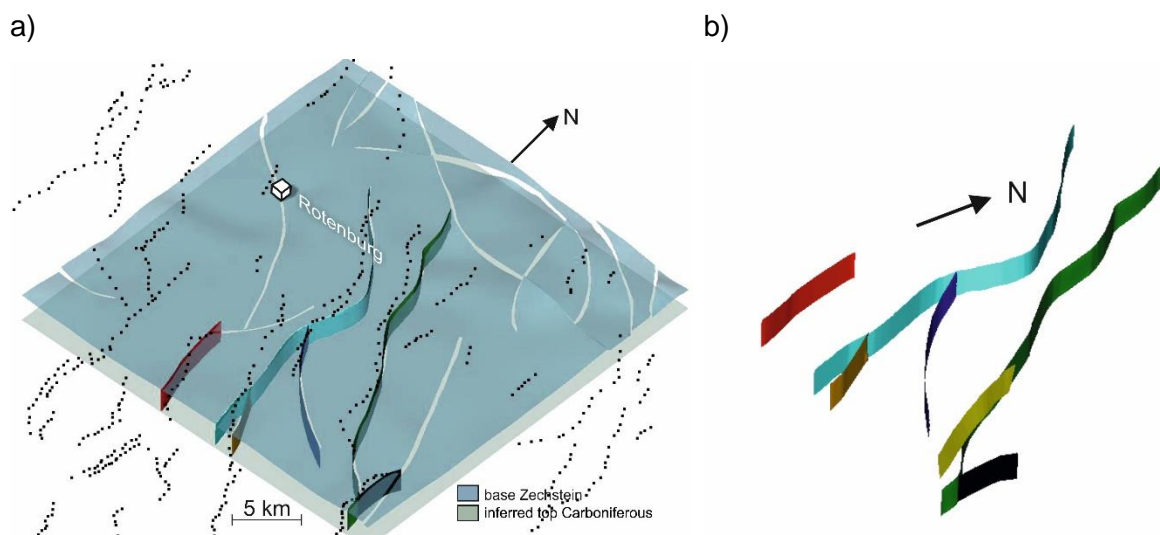 a)
b)
N
Rotenburg
N
5 km
base Zechstein
inferred top Carboniferous